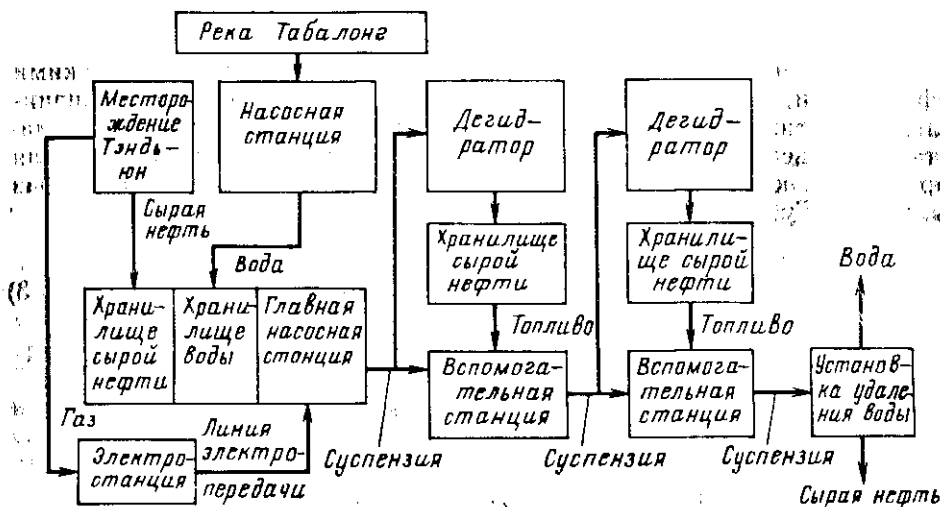 Река Табалонг
Месторо-
ждение
Тэндь-
юн
Насосная
станция
Дегид-
ратор
Дегид-
ратор
Сырая
нефть
Вода
Хранилище
сырой
нефти
Хранили-
ще сырой
нефти
Вода
Топливо
Топливо
Храни-
лище
сырой
нефти
Храни-
лище
воды
Главная
насосная
станция
Вспомога-
тельная
станция
Вспомога-
тельная
станция
Установ-
ка удале-
ния воды
Газ
Электро-
станция
Линия
электро-
передачи
Суспензия
Суспензия
Суспензия
Сырая нефть